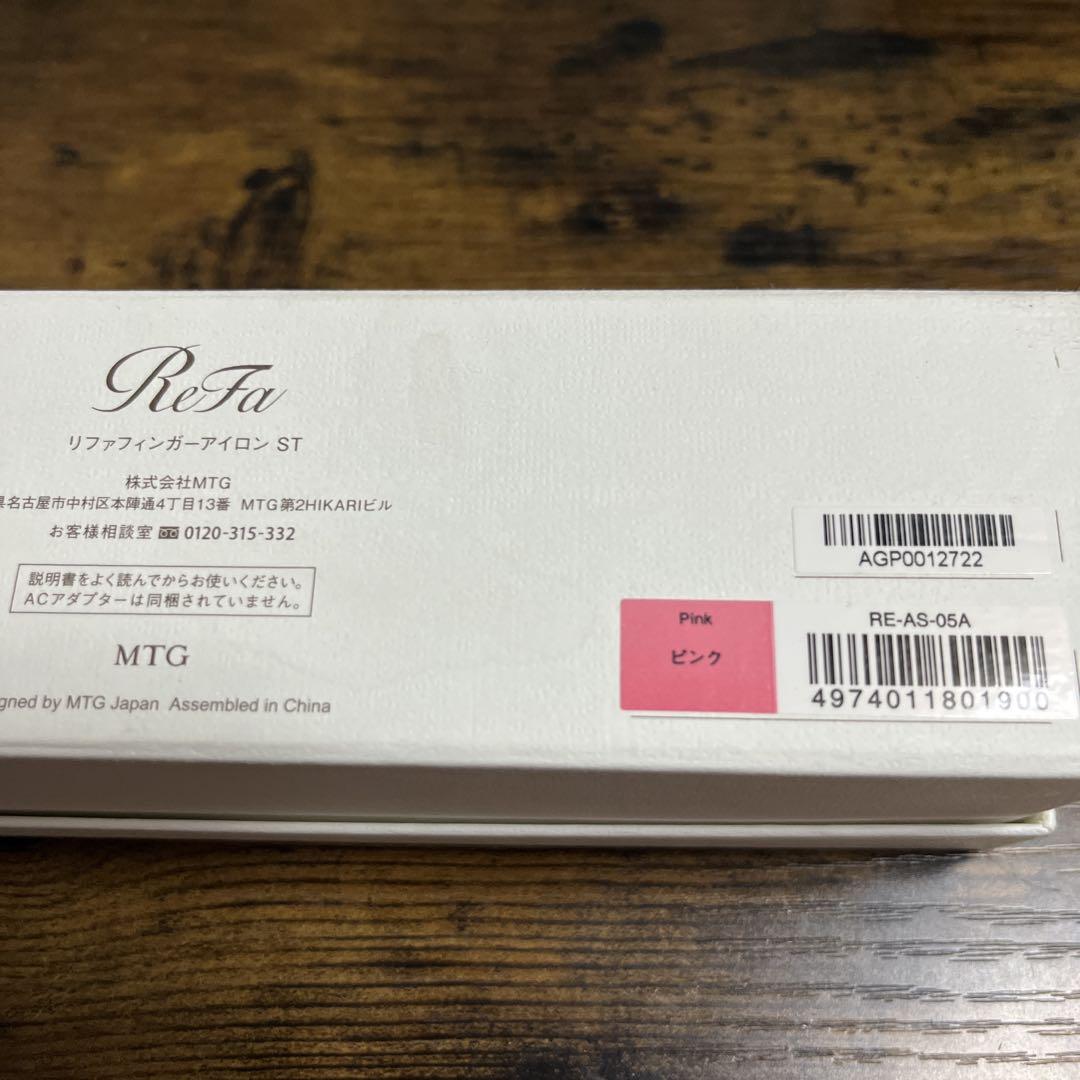 ReFa
リファフィンガーアイロン ST
株式会社MTG
県名古屋市中村区本陣通4丁目13番 MTG第2HIKARIビル
お客様相談室 0120-315-332
説明書をよく読んでからお使いください。
ACアダプターは同梱されていません。
MTG
gned by MTG Japan Assembled in China
AGP0012722
Pink
ピンク
RE-AS-05A
4974011801900